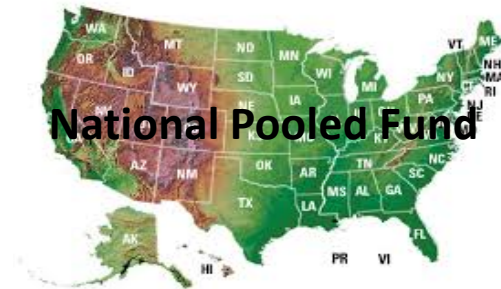 WA
MT
ND
MN
VT
ME
OR
ID
SD
WI
MI
NY
NH
MA
WY
CT
RI
NE
IA
PA
NJ
National Pooled Fund
AZ
NM
OK
AR
TN
NC
SC
TX
LA
MS
AL
GA
AK
FL
HI
PR
VI